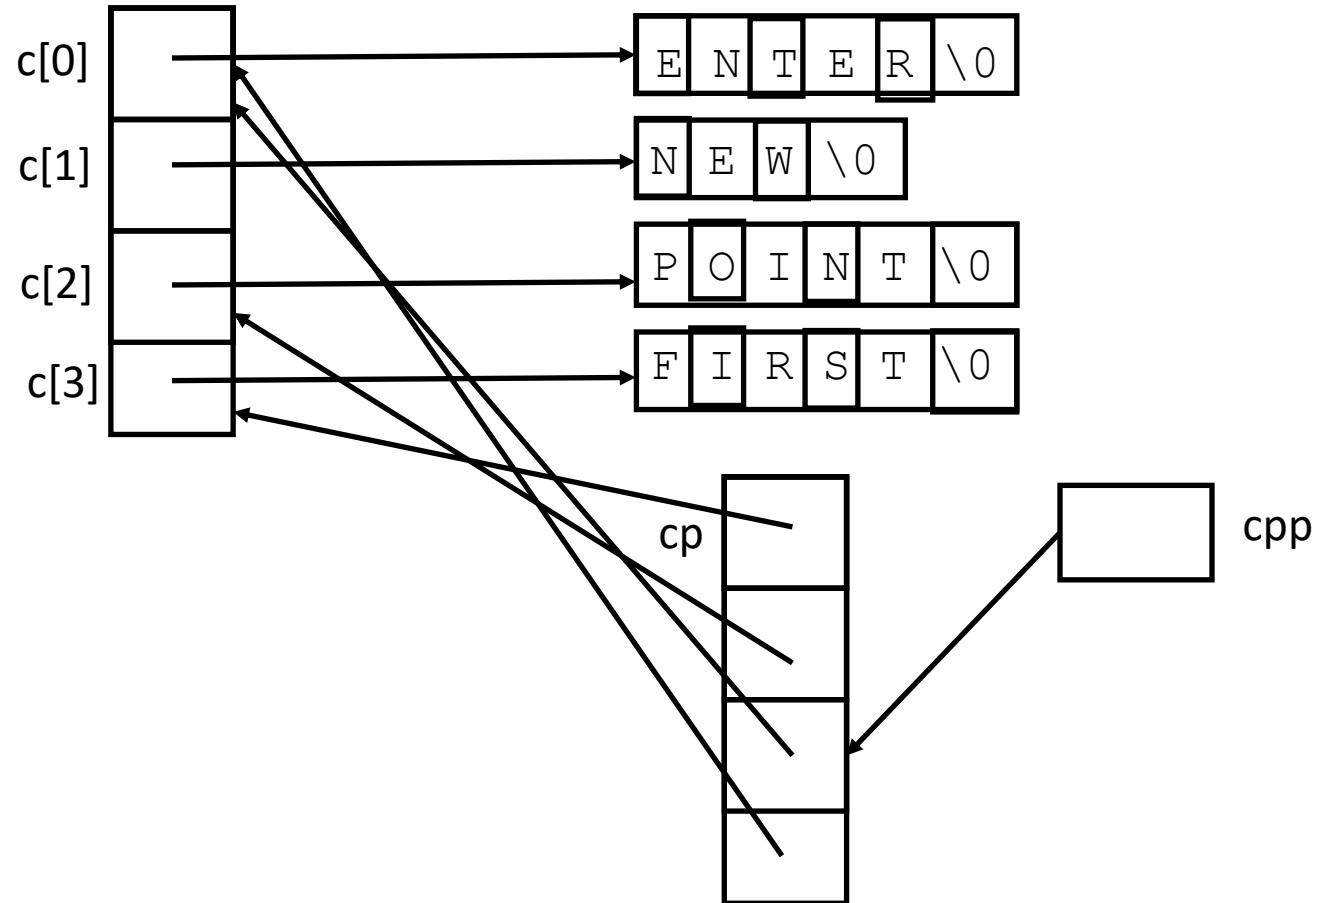 c[0] E N T E R \0
c[1] N E W \0
c[2] P O I N T \0
c[3] F I R S T \0
cp cpp